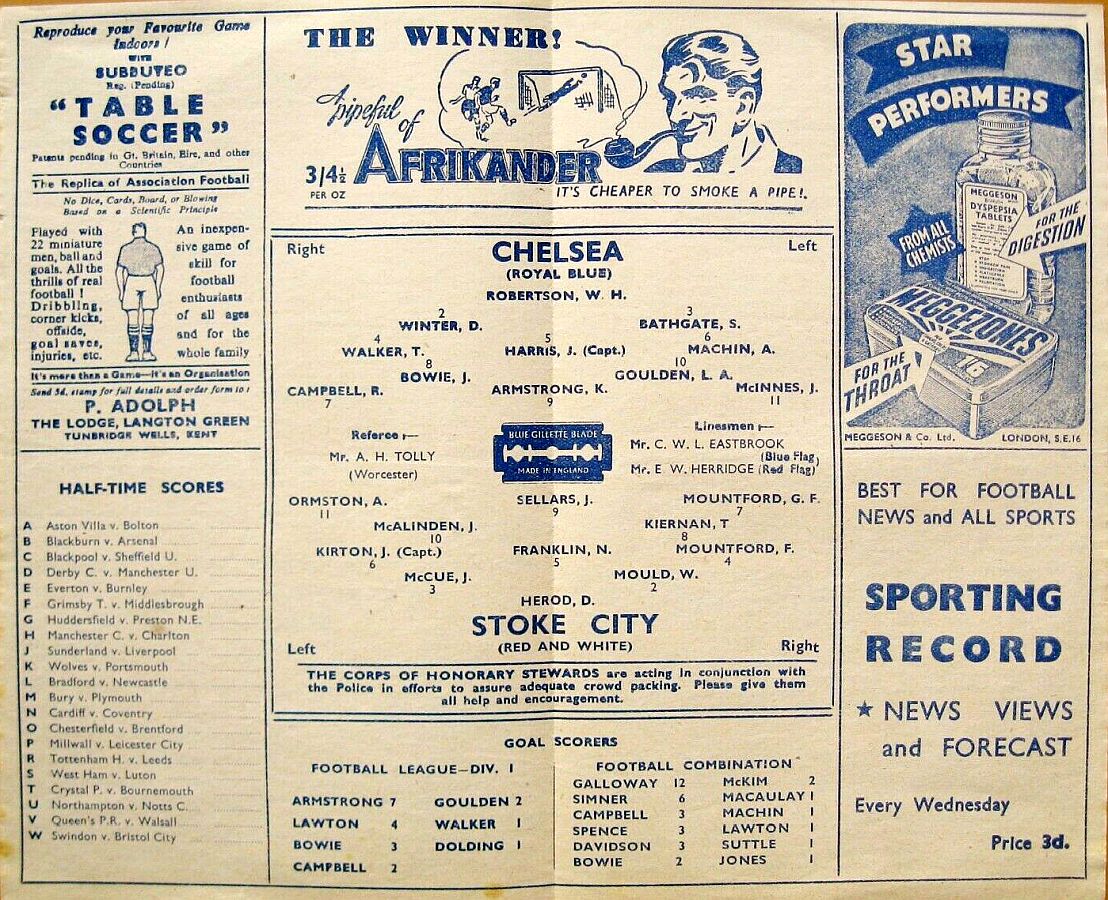 Reproduce your Favourite Game
Indoors!
WITH
SUBBUTEO
Reg. (Pending)
"TABLE
SOCCER"
Patents pending in Gt. Britain, Eire, and other
Countries
The Replica of Association Football
No Dice, Cards, Board, or Blowing
Based on a Scientific Principle
Played with
22 miniature
men, ball and
goals. All the
thrills of real
football!
Dribbling,
corner kicks,
offside,
goal saves,
injuries, etc.
An inexpen-
sive game of
skill for
football
enthusiasts
of all ages
and for the
whole family
It's more than a Game—It's an Organisation
Send 3d. stamp for full details and order form to:
P. ADOLPH
THE LODGE, LANGTON GREEN
TUNBRIDGE WELLS, KENT
HALF-TIME SCORES
A Aston Villa v. Bolton
B Blackburn v. Arsenal
C Blackpool v. Sheffield U.
D Derby C. v. Manchester U.
E Everton v. Burnley
F Grimsby T. v. Middlesbrough
G Huddersfield v. Preston N.E.
H Manchester C. v. Charlton
J Sunderland v. Liverpool
K Wolves v. Portsmouth
L Bradford v. Newcastle
M Bury v. Plymouth
N Cardiff v. Coventry
O Chesterfield v. Brentford
P Millwall v. Leicester City
R Tottenham H. v. Leeds
S West Ham v. Luton
T Crystal P. v. Bournemouth
U Northampton v. Notts C.
V Queen's P.R. v. Walsall
W Swindon v. Bristol City
THE WINNER!
A pipeful
of
AFRIKANDER
3/4½
PER OZ
IT'S CHEAPER TO SMOKE A PIPE!.
Right CHELSEA Left
(ROYAL BLUE)
ROBERTSON, W. H.
2 3
WINTER, D. BATHGATE, S.
4 5 6
WALKER, T. HARRIS, J. (Capt.) MACHIN, A.
8 10
BOWIE, J. GOULDEN, L. A.
CAMPBELL, R. ARMSTRONG, K. McINNES, J.
7 9 11
Referee:—
Mr. A. H. TOLLY
(Worcester)
BLUE GILLETTE BLADE
MADE IN ENGLAND
Linesmen:—
Mr. C. W. L. EASTBROOK
(Blue Flag)
Mr. E. W. HERRIDGE (Red Flag)
ORMSTON, A. SELLARS, J. MOUNTFORD, G. F.
11 9 7
McALINDEN, J. KIERNAN, T
10 8
KIRTON, J. (Capt.) FRANKLIN, N. MOUNTFORD, F.
6 5 4
McCUE, J. MOULD, W.
3 2
HEROD, D.
STOKE CITY
Left (RED AND WHITE) Right
THE CORPS OF HONORARY STEWARDS are acting in conjunction with
the Police in efforts to assure adequate crowd packing. Please give them
all help and encouragement.
GOAL SCORERS
FOOTBALL LEAGUE—DIV. 1
ARMSTRONG 7 GOULDEN 2
LAWTON 4 WALKER 1
BOWIE 3 DOLDING 1
CAMPBELL 2
FOOTBALL COMBINATION
GALLOWAY 12 McKIM 2
SIMNER 6 MACAULAY 1
CAMPBELL 3 MACHIN 1
SPENCE 3 LAWTON 1
DAVIDSON 3 SUTTLE 1
BOWIE 2 JONES 1
STAR
PERFORMERS
MEGGESON
DYSPEPSIA
TABLETS
FOR THE
DIGESTION
FROM ALL
CHEMISTS
MEGGEZONES
1/6
FOR THE
THROAT
MEGGESON & Co. Ltd. LONDON, S.E.16
BEST FOR FOOTBALL
NEWS and ALL SPORTS
SPORTING
RECORD
★ NEWS VIEWS
and FORECAST
Every Wednesday
Price 3d.